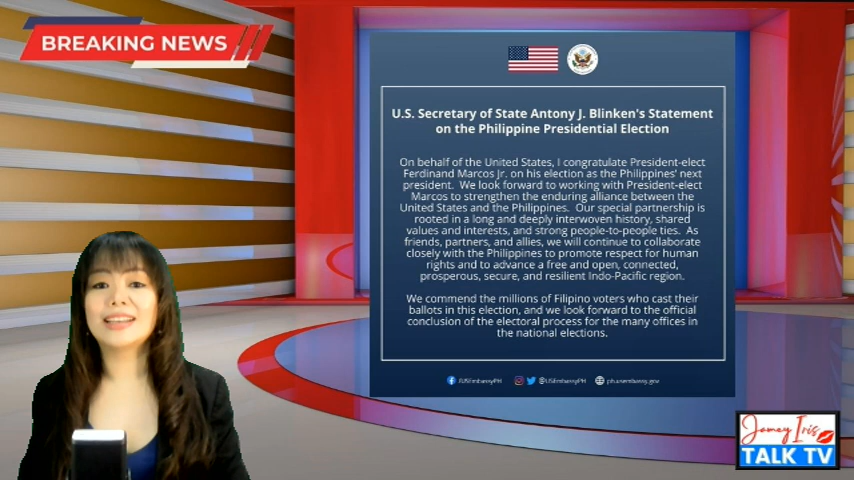 BREAKING NEWS
U.S. Secretary of State Antony J. Blinken's Statement
on the Philippine Presidential Election
On behalf of the United States, I congratulate President-elect
Ferdinand Marcos Jr. on his election as the Philippines' next
president. We look forward to working with President-elect
Marcos to strengthen the enduring alliance between the
United States and the Philippines. Our special partnership is
rooted in a long and deeply interwoven history, shared
values and interests, and strong people-to-people ties. As
friends, partners, and allies, we will continue to collaborate
closely with the Philippines to promote respect for human
rights and to advance a free and open, connected,
prosperous, secure, and resilient Indo-Pacific region.
We commend the millions of Filipino voters who cast their
ballots in this election, and we look forward to the official
conclusion of the electoral process for the many offices in
the national elections.
/USEmbassyPH @USEmbassyPH ph.usembassy.gov
Jamey Iris
TALK TV